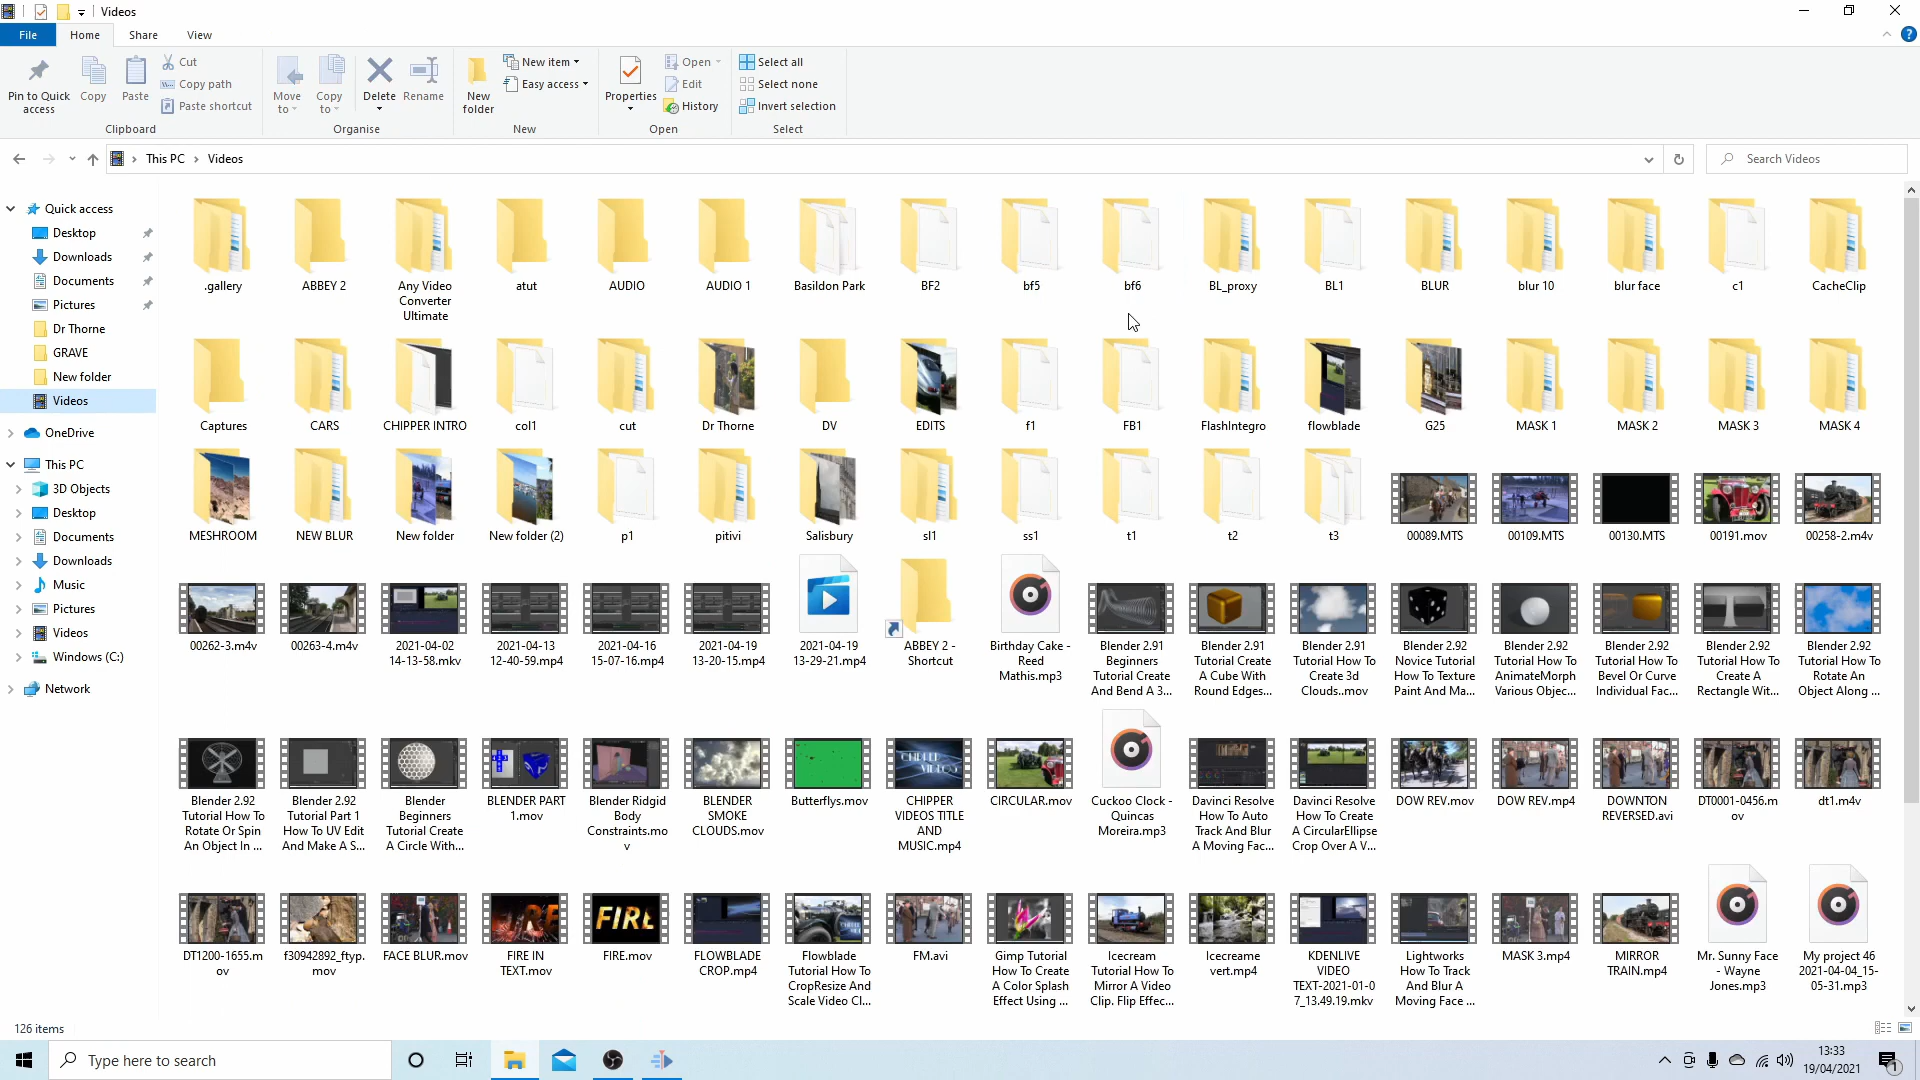 Videos
File
Home
Share
View
Pin to Quick access
Copy
Paste
Cut
Copy path
Paste shortcut
Clipboard
Move to
Copy to
Delete
Rename
Organise
New folder
New item
Easy access
New
Properties
Open
Edit
History
Open
Select all
Select none
Invert selection
Select
This PC
Videos
Search Videos
Quick access
Desktop
Downloads
Documents
Pictures
Dr Thorne
GRAVE
New folder
Videos
OneDrive
This PC
3D Objects
Desktop
Documents
Downloads
Music
Pictures
Videos
Windows (C:)
Network
.gallery
ABBEY 2
Any Video
Converter
Ultimate
atut
AUDIO
AUDIO 1
Basildon Park
BF2
bf5
bf6
BL_proxy
BL1
BLUR
blur 10
blur face
c1
CacheClip
Captures
CARS
CHIPPER INTRO
col1
cut
Dr Thorne
DV
EDITS
f1
FB1
FlashIntegro
flowblade
G25
MASK 1
MASK 2
MASK 3
MASK 4
MESHROOM
NEW BLUR
New folder
New folder (2)
p1
pitivi
Salisbury
sl1
ss1
t1
t2
t3
00089.MTS
00109.MTS
00130.MTS
00191.mov
00258-2.m4v
00262-3.m4v
00263-4.m4v
2021-04-02
14-13-58.mkv
2021-04-13
12-40-59.mp4
2021-04-16
15-07-16.mp4
2021-04-19
13-20-15.mp4
2021-04-19
13-29-21.mp4
ABBEY 2 -
Shortcut
Birthday Cake -
Reed
Mathis.mp3
Blender 2.91
Beginners
Tutorial Create
And Bend A 3...
Blender 2.91
Tutorial Create
A Cube With
Round Edges...
Blender 2.91
Tutorial How To
Create 3d
Clouds..mov
Blender 2.92
Novice Tutorial
How To Texture
Paint And Ma...
Blender 2.92
Tutorial How To
AnimateMorph
Various Objec...
Blender 2.92
Tutorial How To
Bevel Or Curve
Individual Fac...
Blender 2.92
Tutorial How To
Create A
Rectangle Wit...
Blender 2.92
Tutorial How To
Rotate An
Object Along ...
Blender 2.92
Tutorial How To
Rotate Or Spin
An Object In ...
Blender 2.92
Tutorial Part 1
How To UV Edit
And Make A S...
Blender
Beginners
Tutorial Create
A Circle With...
BLENDER PART
1.mov
Blender Ridgid
Body
Constraints.mo
v
BLENDER
SMOKE
CLOUDS.mov
Butterflys.mov
CHIPPER VIDEOS
CHIPPER
VIDEOS TITLE
AND
MUSIC.mp4
CIRCULAR.mov
Cuckoo Clock -
Quincas
Moreira.mp3
Davinci Resolve
How To Auto
Track And Blur
A Moving Fac...
Davinci Resolve
How To Create
A CircularEllipse
Crop Over A V...
DOW REV.mov
DOW REV.mp4
DOWNTON
REVERSED.avi
DT0001-0456.m
ov
dt1.m4v
DT1200-1655.m
ov
f30942892_ftyp.
mov
FACE BLUR.mov
FIRE IN
TEXT.mov
FIRE
FIRE.mov
FLOWBLADE
CROP.mp4
Flowblade
Tutorial How To
CropResize And
Scale Video Cl...
FM.avi
Gimp Tutorial
How To Create
A Color Splash
Effect Using ...
Icecream
Tutorial How To
Mirror A Video
Clip. Flip Effec...
Icecreame
vert.mp4
KDENLIVE
VIDEO
TEXT-2021-01-0
7_13.49.19.mkv
Lightworks
How To Track
And Blur A
Moving Face ...
MASK 3.mp4
MIRROR
TRAIN.mp4
Mr. Sunny Face
- Wayne
Jones.mp3
My project 46
2021-04-04_15-
05-31.mp3
126 items
Type here to search
13:33
19/04/2021
1